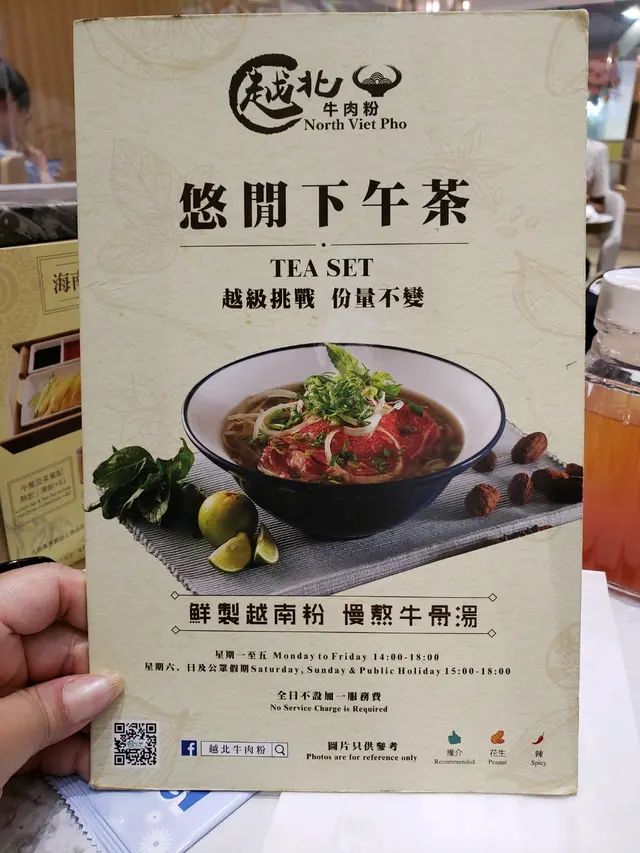 越北
牛肉粉
North Viet Pho
悠閒下午茶
TEA SET
越級挑戰 份量不變
鮮製越南粉 慢熬牛骨湯
星期一至五 Monday to Friday 14:00-18:00
星期六、日及公眾假期 Saturday, Sunday & Public Holiday 15:00-18:00
全日不設加一服務費
No Service Charge is Required
越北牛肉粉
圖片只供參考
Photos are for reference only
推介
Recommended
花生
Peanut
辣
Spicy
海南